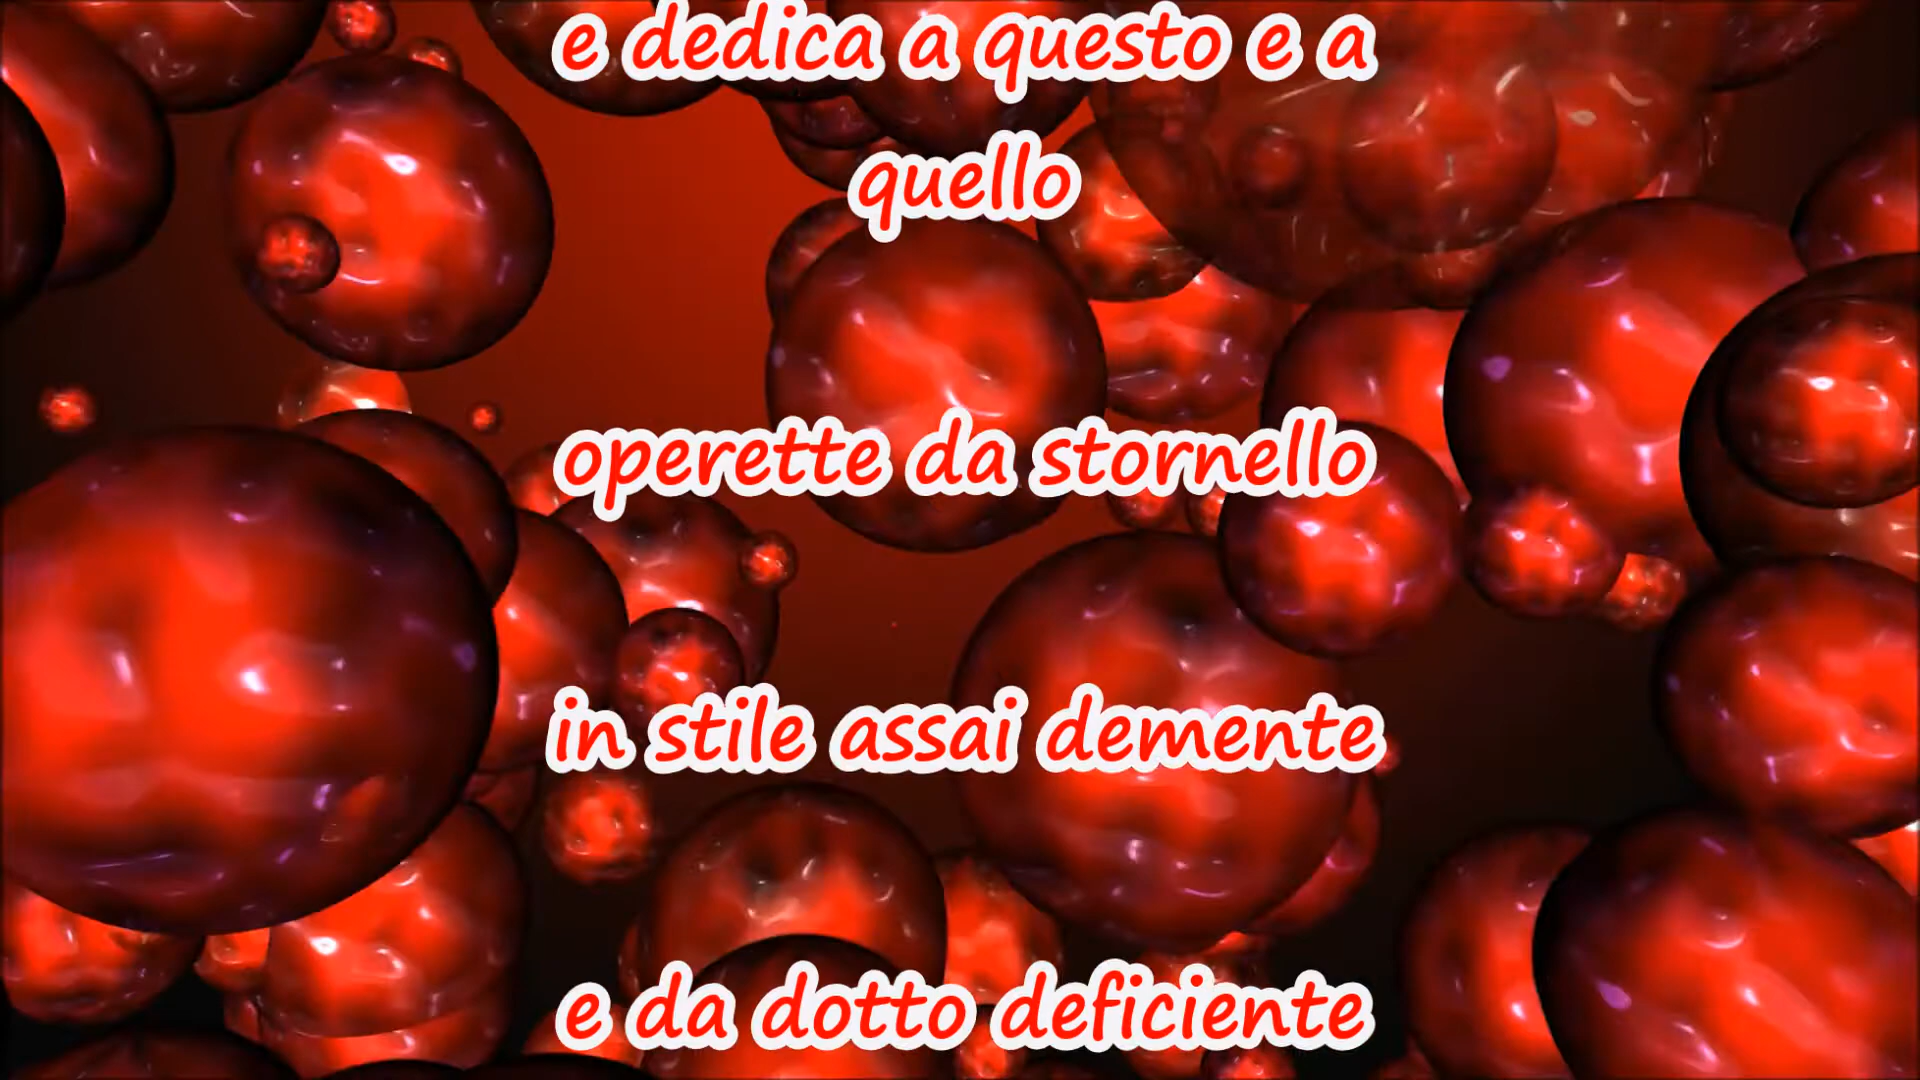 e dedica a questo e a
quello
operette da stornello
in stile assai demente
e da dotto deficiente